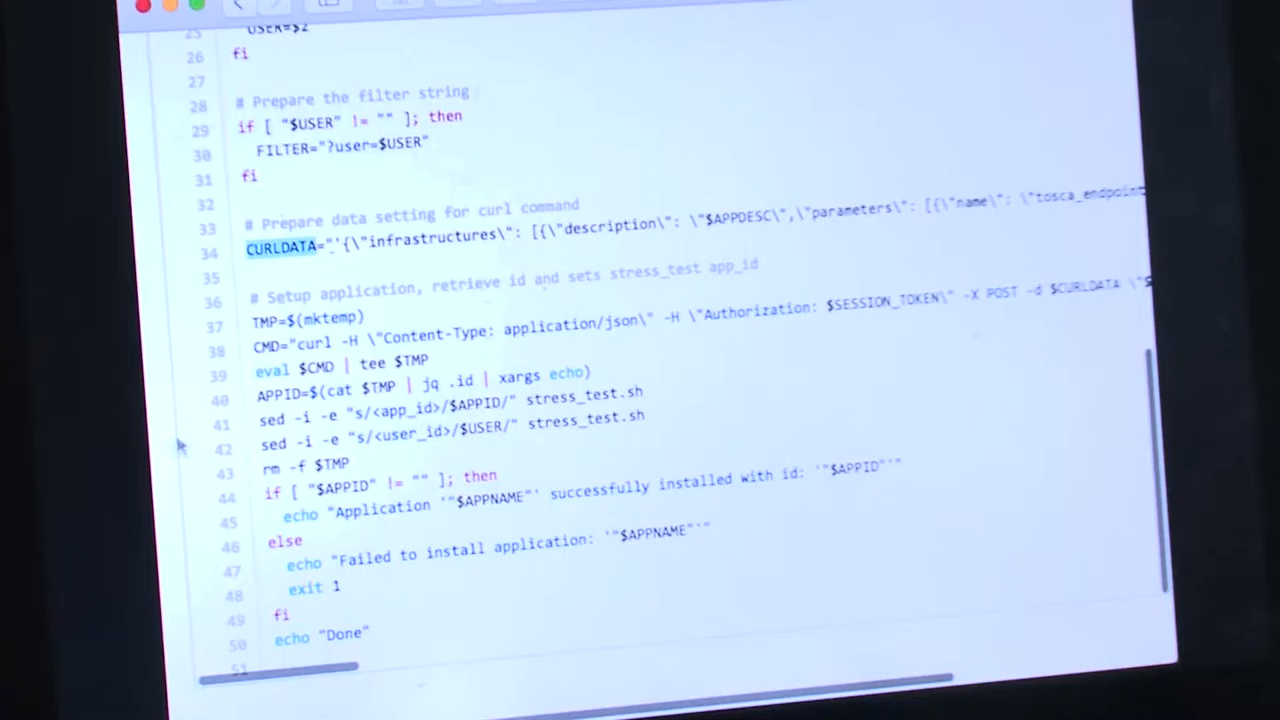 25 USER=$2
26 fi
27
28 # Prepare the filter string
29 if [ "$USER" != "" ]; then
30 FILTER="?user=$USER"
31 fi
32
33 # Prepare data setting for curl command
34 CURLDATA="'{\"infrastructures\": [{\"description\": \"$APPDESC\",\"parameters\": [{\"name\": \"tosca_endpoint
35
36 # Setup application, retrieve id and sets stress_test app_id
37 TMP=$(mktemp)
38 CMD="curl -H \"Content-Type: application/json\" -H \"Authorization: $SESSION_TOKEN\" -X POST -d $CURLDATA \"$
39 eval $CMD | tee $TMP
40 APPID=$(cat $TMP | jq .id | xargs echo)
41 sed -i -e "s/<app_id>/$APPID/" stress_test.sh
42 sed -i -e "s/<user_id>/$USER/" stress_test.sh
43 rm -f $TMP
44 if [ "$APPID" != "" ]; then
45 echo "Application '"$APPNAME"' successfully installed with id: '"$APPID"'"
46 else
47 echo "Failed to install application: '"$APPNAME"'"
48 exit 1
49 fi
50 echo "Done"
51